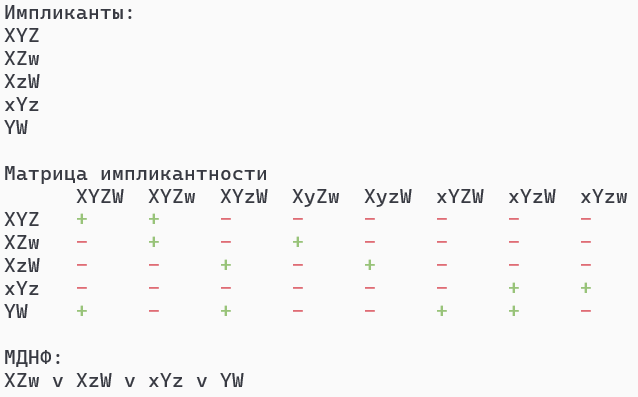 Импликанты:
XYZ
XZw
XzW
xYz
YW
Матрица импликантности
XYZW XYZw XYzW XyZw XyzW xYZW xYzW xYzw
XYZ + + − − − − − −
XZw − + − + − − − −
XzW − − + − + − − −
xYz − − − − − − + +
YW + − + − − + + −
МДНФ:
XZw v XzW v xYz v YW